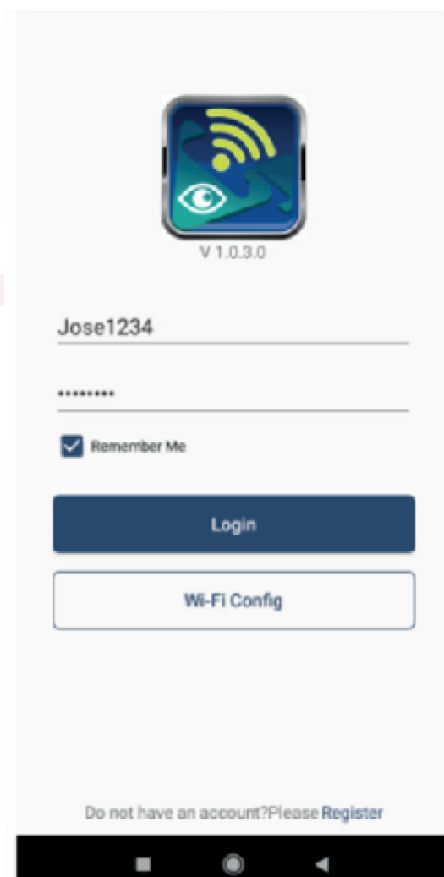 V 1.0.3.0
Jose1234
••••••••
Remember Me
Login
Wi-Fi Config
Do not have an account?Please Register